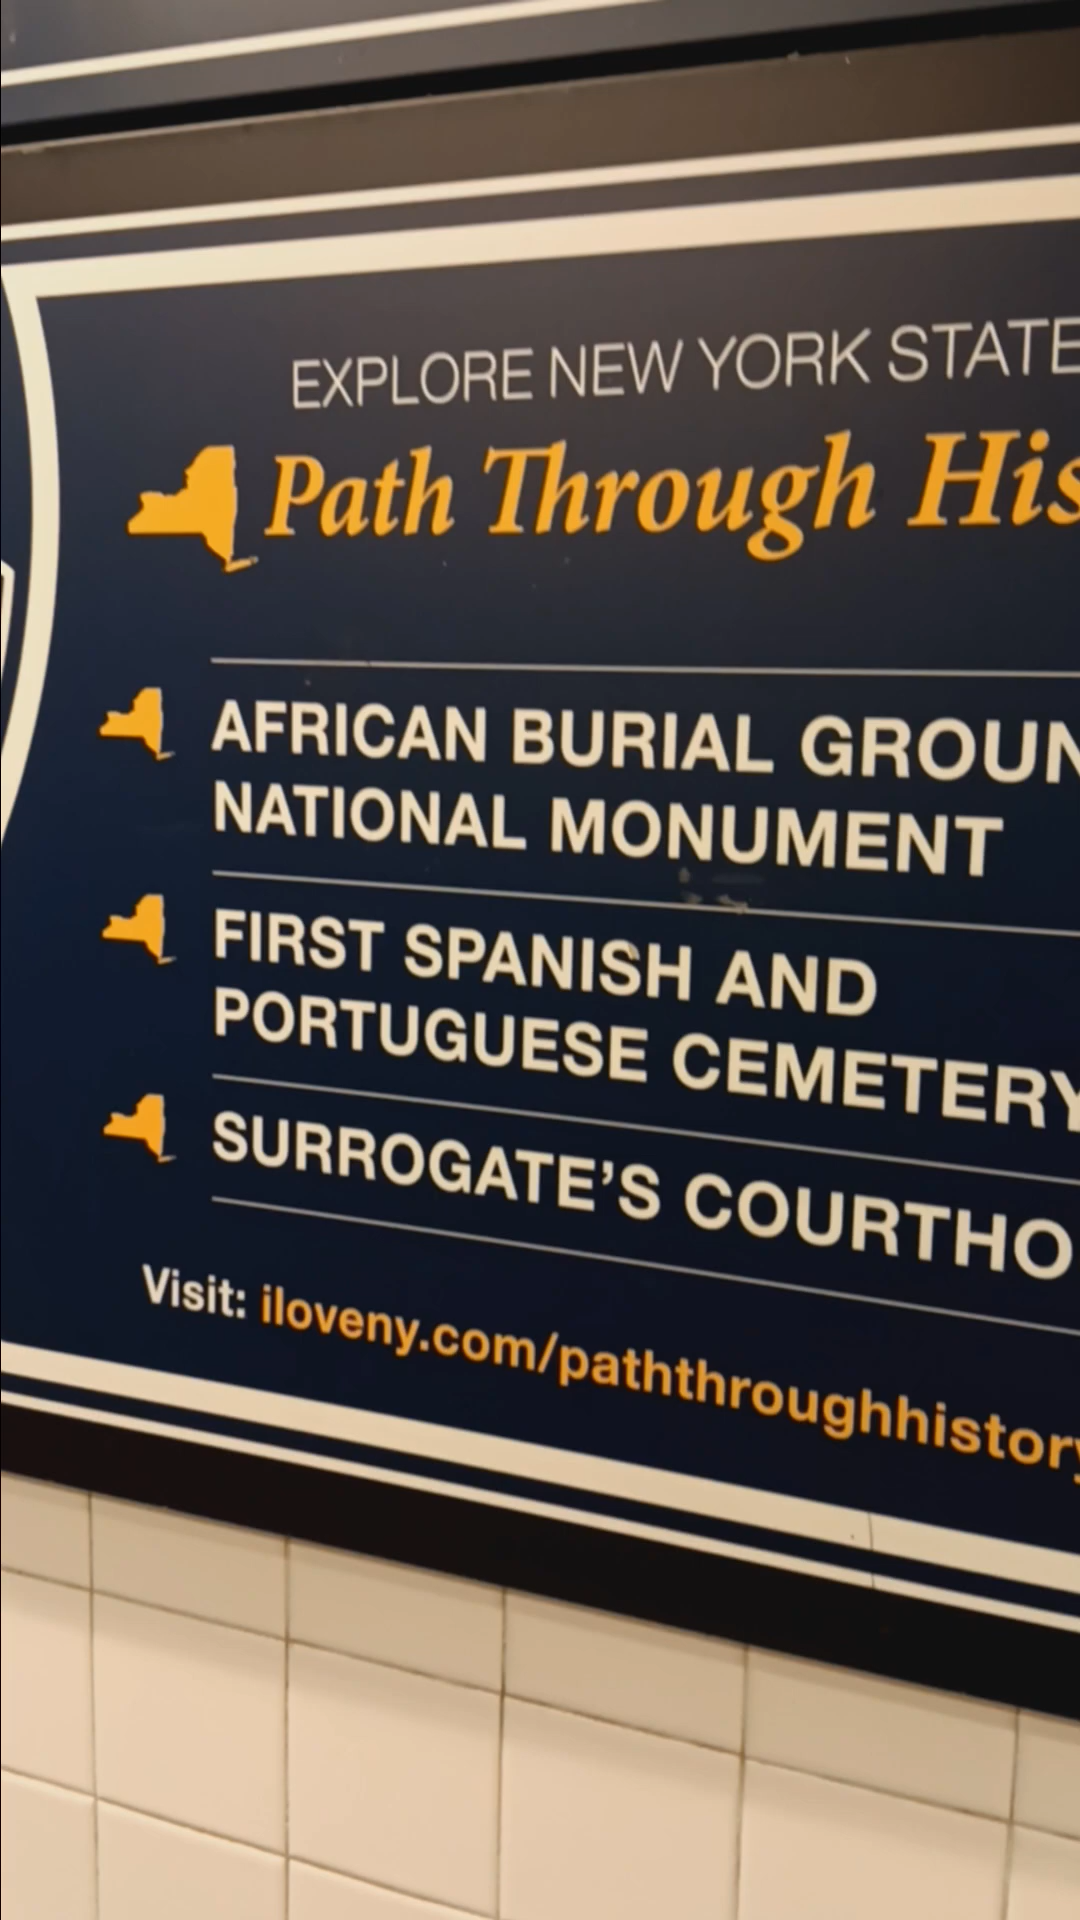 EXPLORE NEW YORK STATE
Path Through His
AFRICAN BURIAL GROUN
NATIONAL MONUMENT
FIRST SPANISH AND
PORTUGUESE CEMETERY
SURROGATE’S COURTHO
Visit: iloveny.com/paththroughhistory